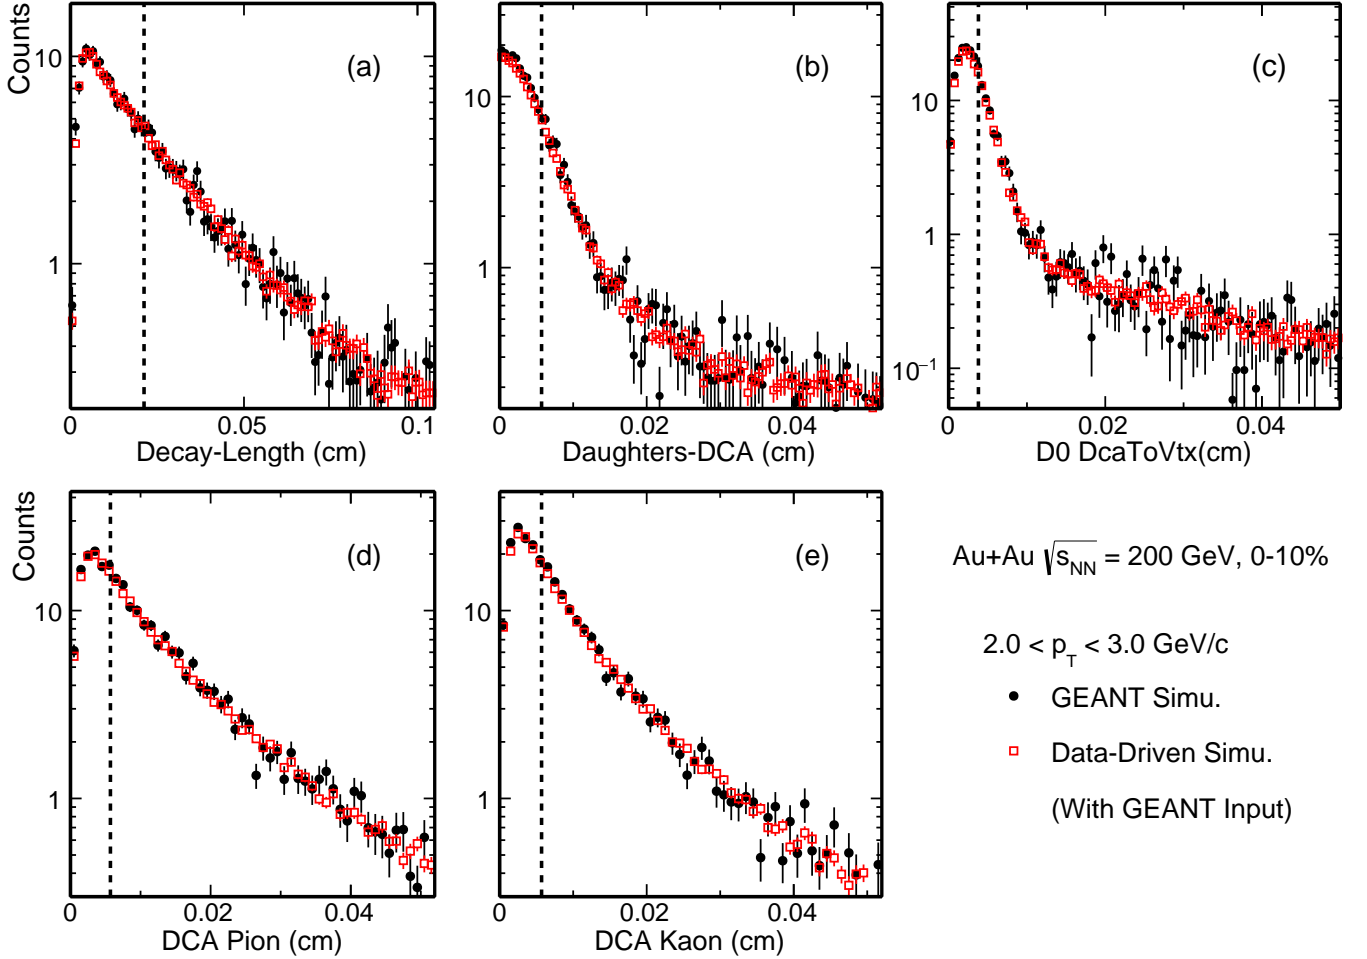 Counts
10
1
(a)
0
0.05
0.1
Decay-Length (cm)
10
1
(b)
0
0.02
0.04
Daughters-DCA (cm)
10
1
10−1
(c)
0
0.02
0.04
D0 DcaToVtx(cm)
Counts
10
1
(d)
0
0.02
0.04
DCA Pion (cm)
10
1
(e)
0
0.02
0.04
DCA Kaon (cm)
Au+Au √sNN = 200 GeV, 0-10%
2.0 < pT < 3.0 GeV/c
GEANT Simu.
Data-Driven Simu.
(With GEANT Input)